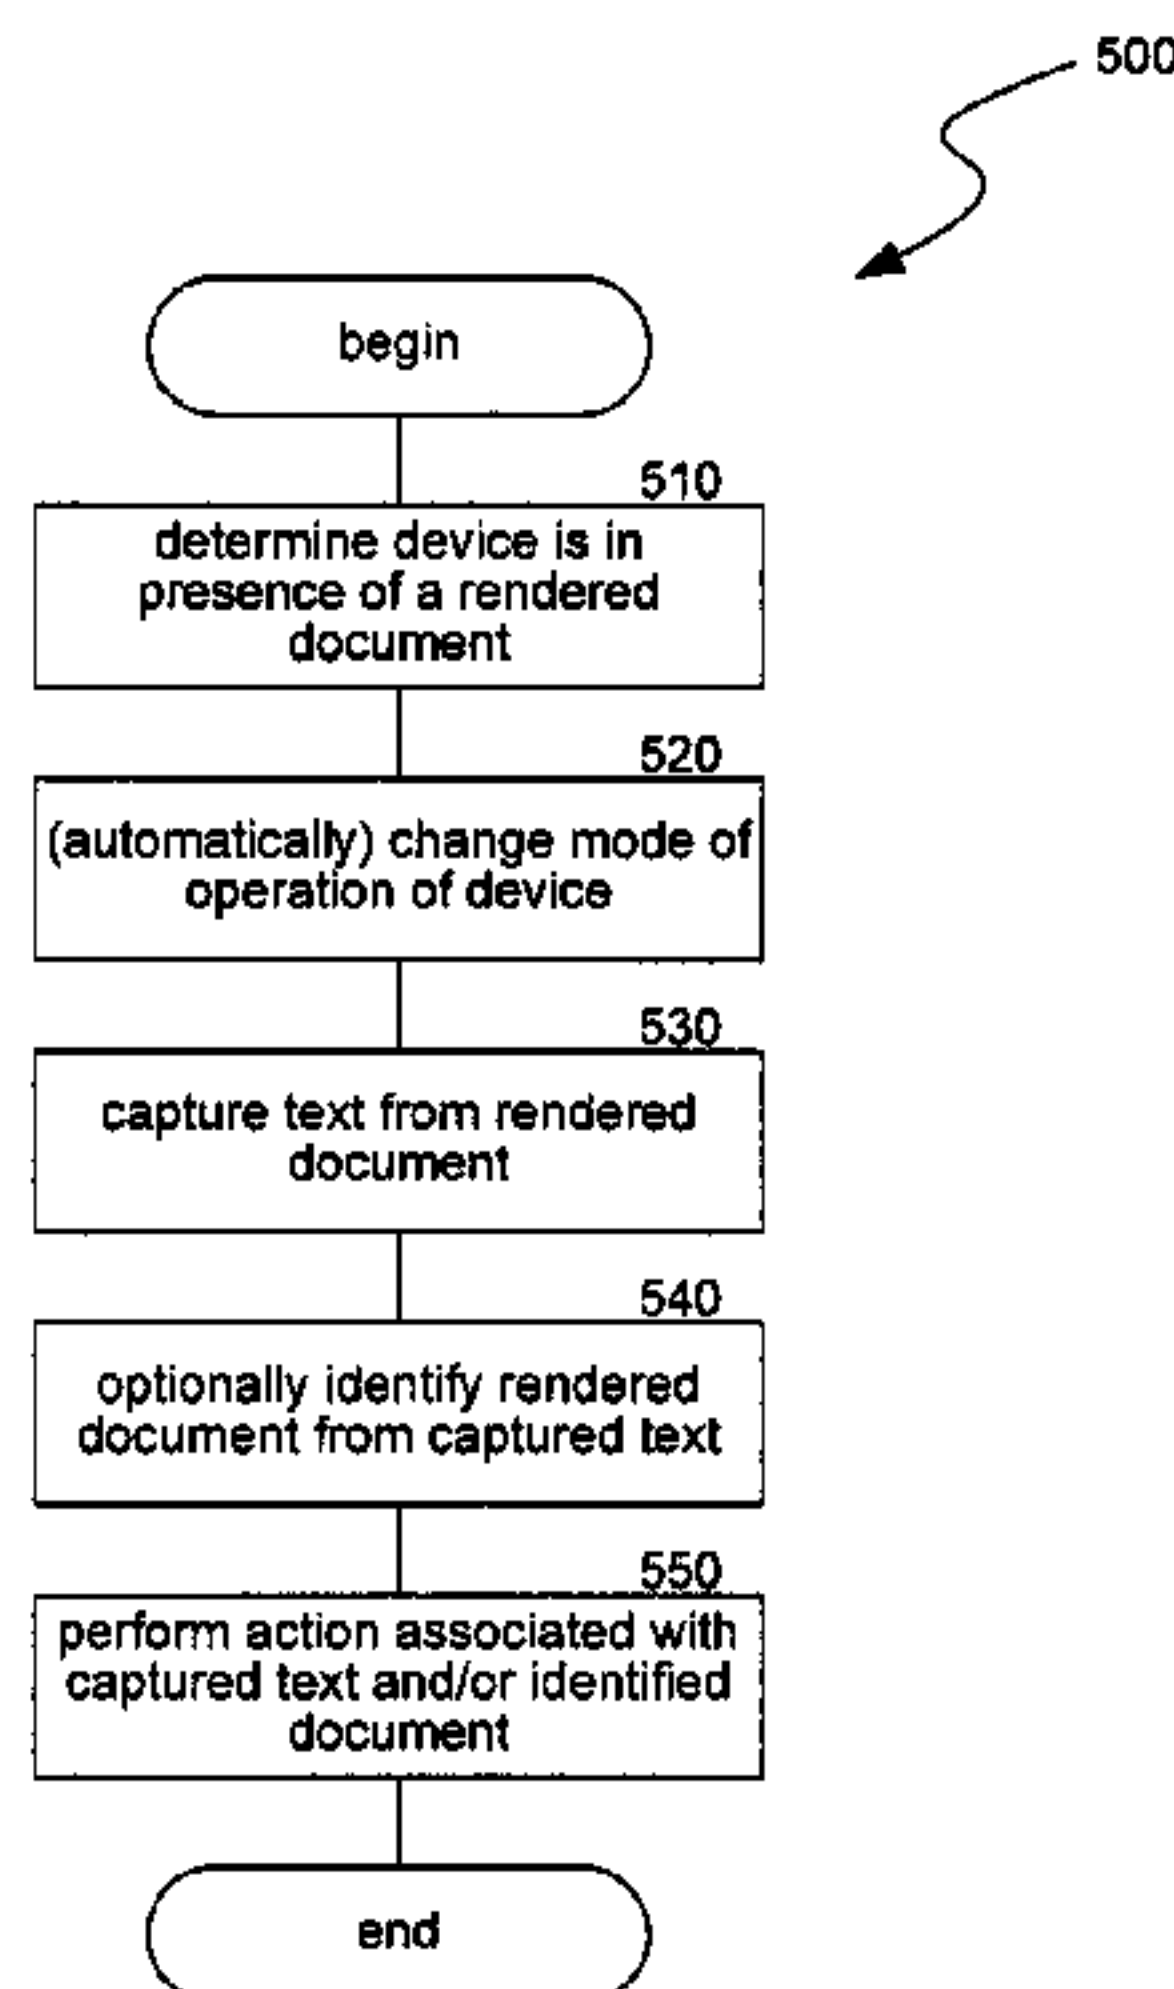 500
begin
510
determine device is in
presence of a rendered
document
520
(automatically) change mode of
operation of device
530
capture text from rendered
document
540
optionally identify rendered
document from captured text
550
perform action associated with
captured text and/or identified
document
end